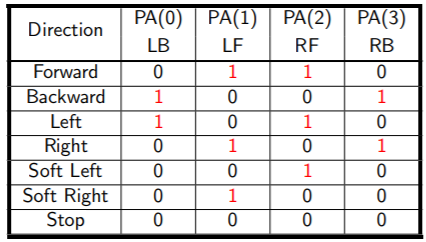 Direction PA(0) PA(1) PA(2) PA(3)
LB LF RF RB
Forward 0 1 1 0
Backward 1 0 0 1
Left 1 0 1 0
Right 0 1 0 1
Soft Left 0 0 1 0
Soft Right 0 1 0 0
Stop 0 0 0 0